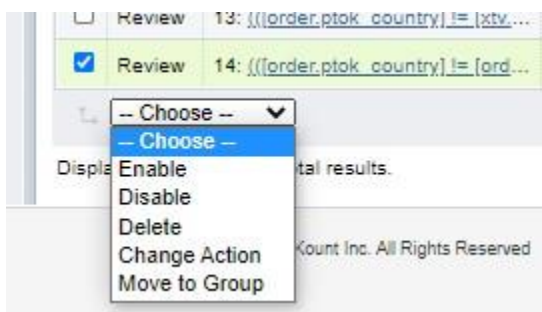 Review 13: (([order.ptok_country] != [xtv....
Review 14: (([order.ptok_country] != [ord...
-- Choose --
-- Choose --
Enable
Displa tal results.
Disable
Delete
Change Action
Kount Inc. All Rights Reserved
Move to Group